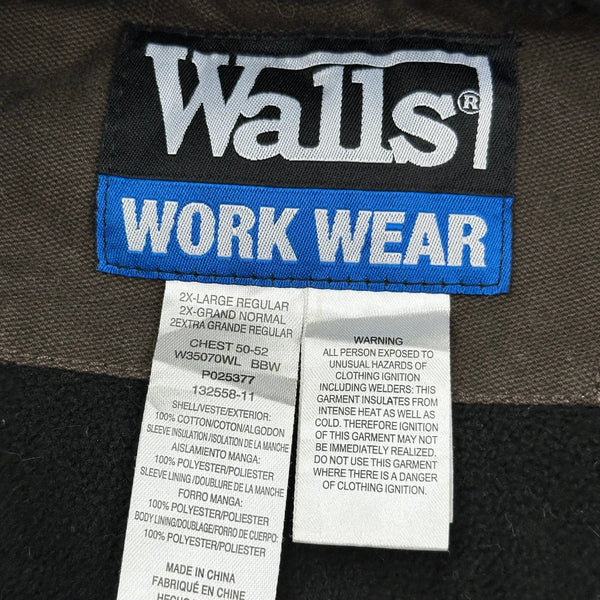 Walls®
WORK WEAR
2X-LARGE REGULAR
2X-GRAND NORMAL
2EXTRA GRANDE REGULAR
CHEST 50-52
W35070WL BBW
P025377
132558-11
SHELL/VESTE/EXTERIOR:
100% COTTON/COTON/ALGODON
SLEEVE INSULATION/ISOLATION DE LA MANCHE
AISLAMIENTO MANGA:
100% POLYESTER/POLIESTER
SLEEVE LINING/DOUBLURE DE LA MANCHE
FORRO MANGA:
100% POLYESTER/POLIESTER
BODY LINING/DOUBLAGE/FORRO DE CUERPO:
100% POLYESTER/POLIESTER
MADE IN CHINA
FABRIQUÉ EN CHINE
HECHO
WARNING
ALL PERSON EXPOSED TO
UNUSUAL HAZARDS OF
CLOTHING IGNITION
INCLUDING WELDERS: THIS
GARMENT INSULATES FROM
INTENSE HEAT AS WELL AS
COLD. THEREFORE IGNITION
OF THIS GARMENT MAY NOT
BE IMMEDIATELY REALIZED.
DO NOT USE THIS GARMENT
WHERE THERE IS A DANGER
OF CLOTHING IGNITION.